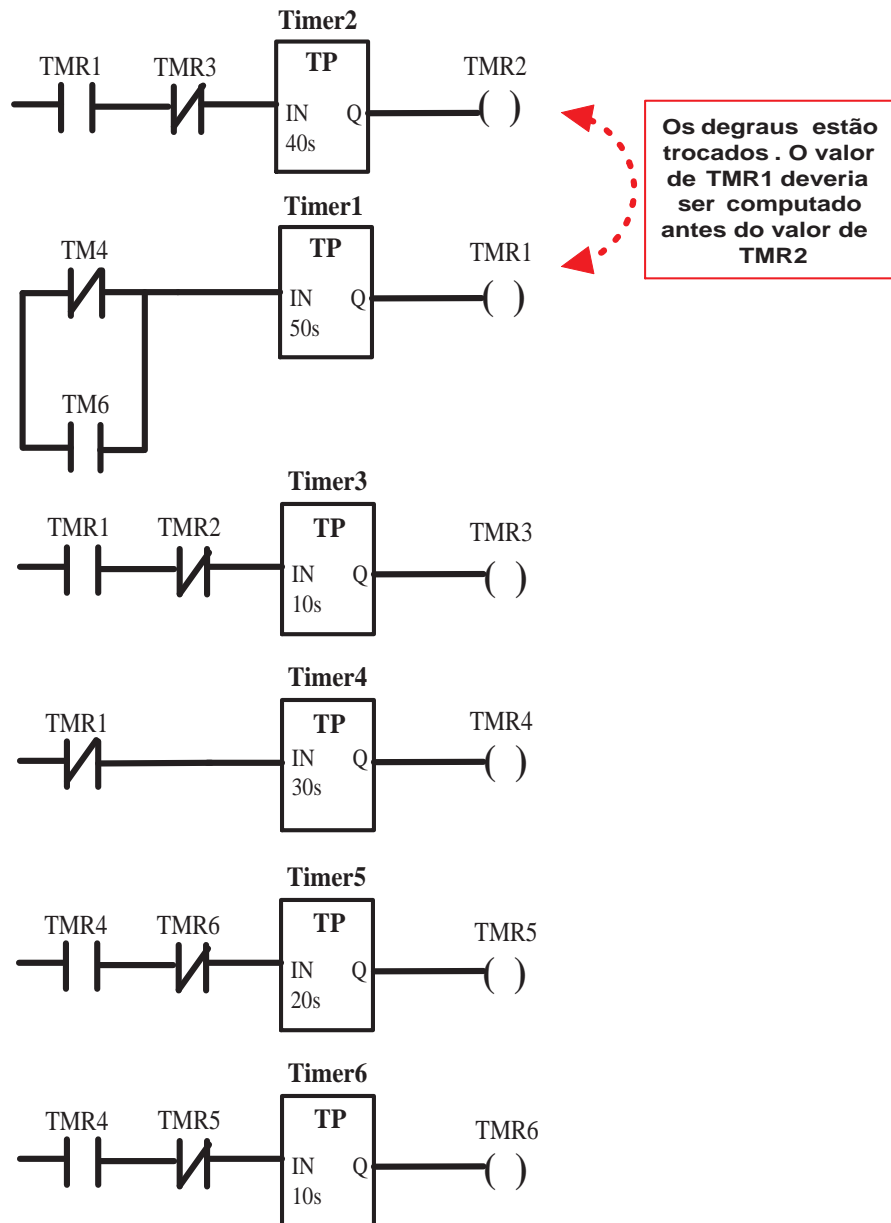 Timer2
TP
TMR1
TMR3
TMR2
IN
Q
40s
Os degraus estão
trocados . O valor
de TMR1 deveria
ser computado
antes do valor de
TMR2
Timer1
TP
TM4
TMR1
IN
Q
50s
TM6
Timer3
TP
TMR1
TMR2
TMR3
IN
Q
10s
Timer4
TP
TMR1
TMR4
IN
Q
30s
Timer5
TP
TMR4
TMR6
TMR5
IN
Q
20s
Timer6
TP
TMR4
TMR5
TMR6
IN
Q
10s